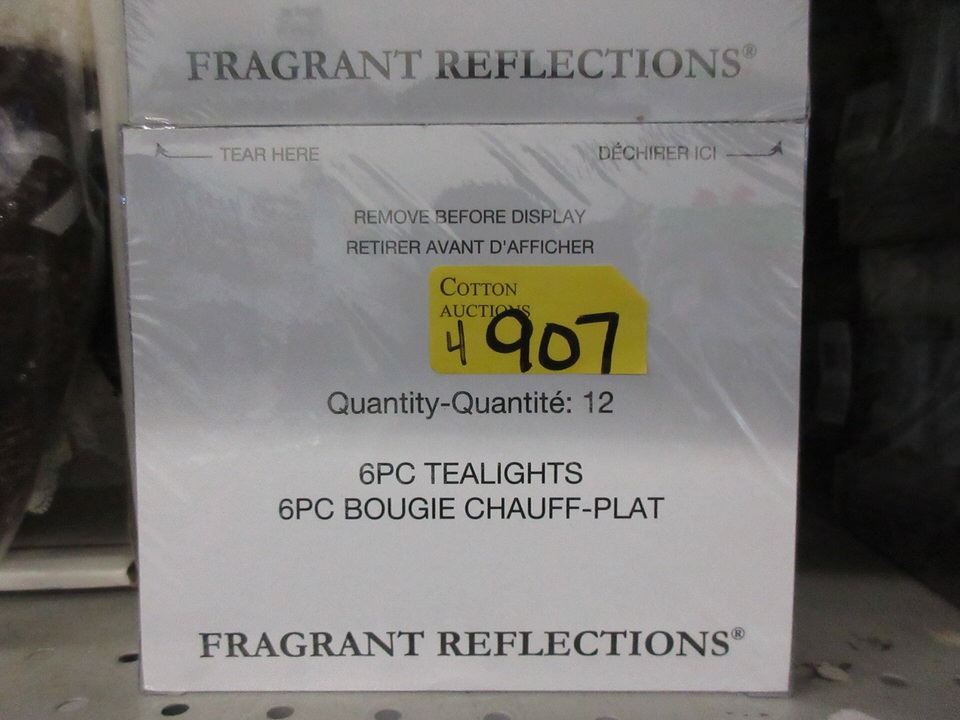 FRAGRANT REFLECTIONS®
TEAR HERE
DÉCHIRER ICI
REMOVE BEFORE DISPLAY
RETIRER AVANT D'AFFICHER
COTTON
AUCTIONS
4 907
Quantity-Quantité: 12
6PC TEALIGHTS
6PC BOUGIE CHAUFF-PLAT
FRAGRANT REFLECTIONS®